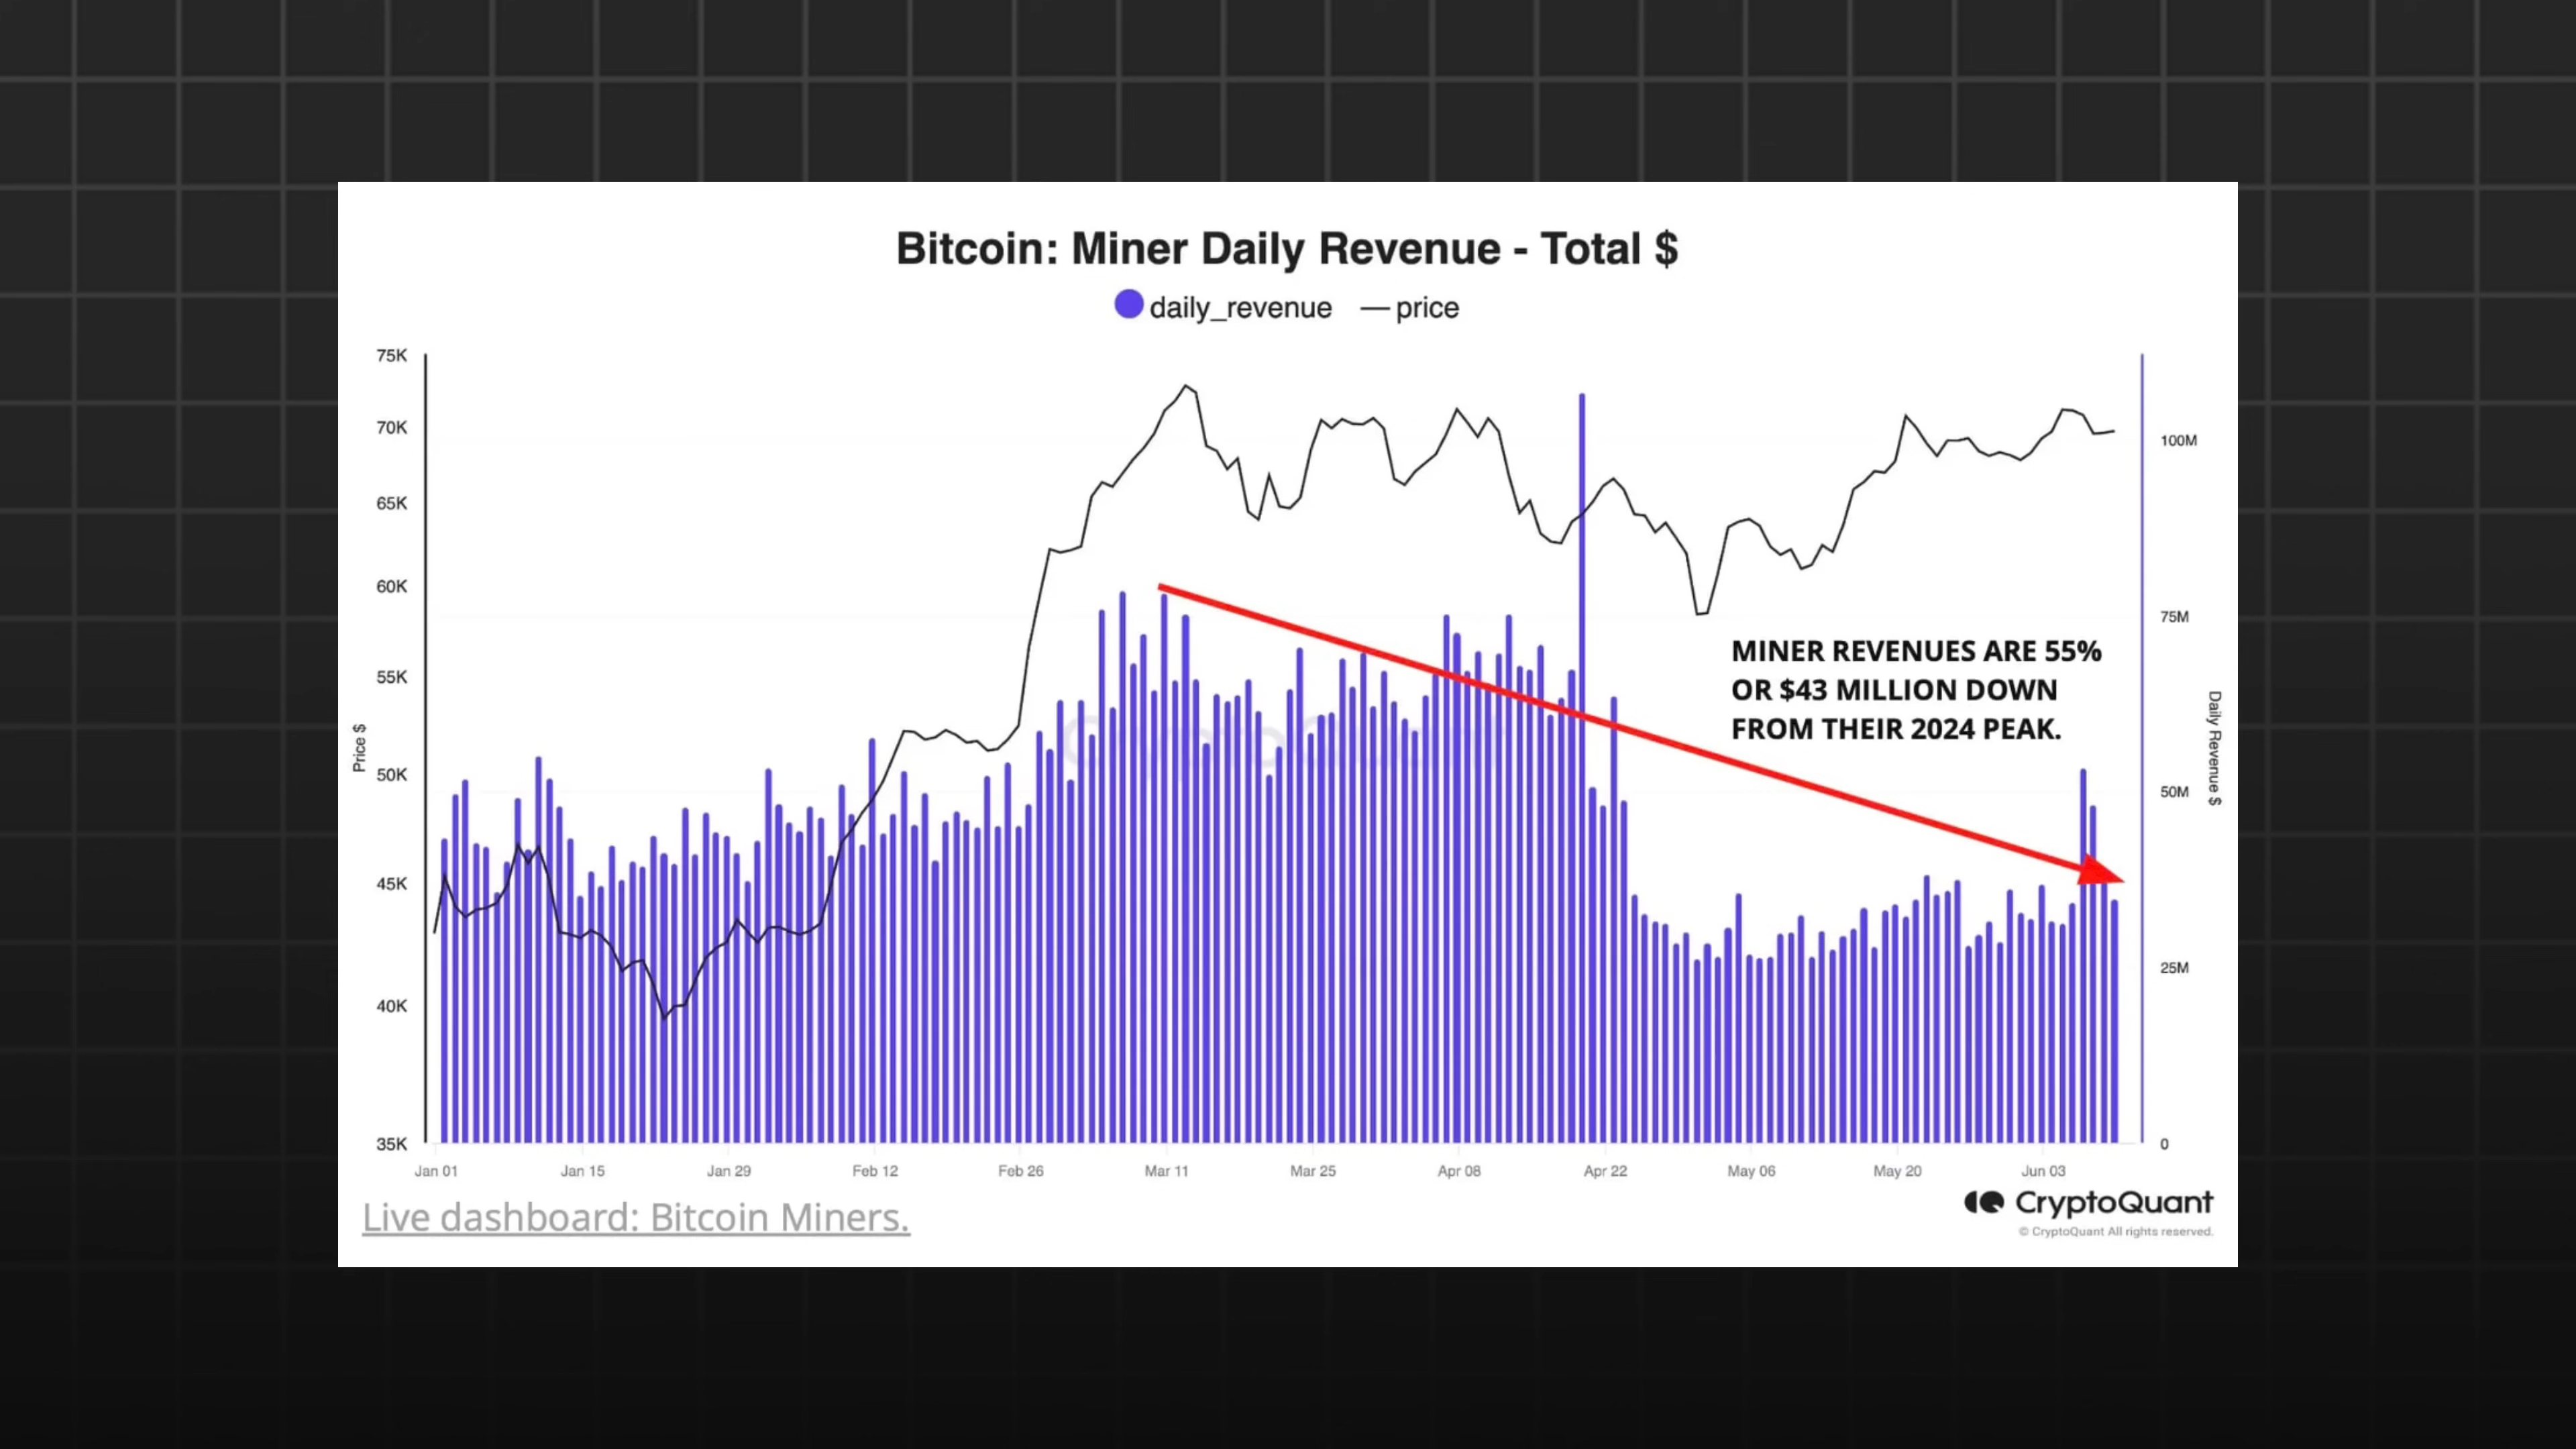 Bitcoin: Miner Daily Revenue - Total $
daily_revenue — price
75K
70K
65K
60K
55K
50K
45K
40K
35K
Price $
CryptoQuant
MINER REVENUES ARE 55%
OR $43 MILLION DOWN
FROM THEIR 2024 PEAK.
100M
75M
50M
25M
0
Daily Revenue $
Jan 01 Jan 15 Jan 29 Feb 12 Feb 26 Mar 11 Mar 25 Apr 08 Apr 22 May 06 May 20 Jun 03
Live dashboard: Bitcoin Miners.
CryptoQuant
© CryptoQuant All rights reserved.